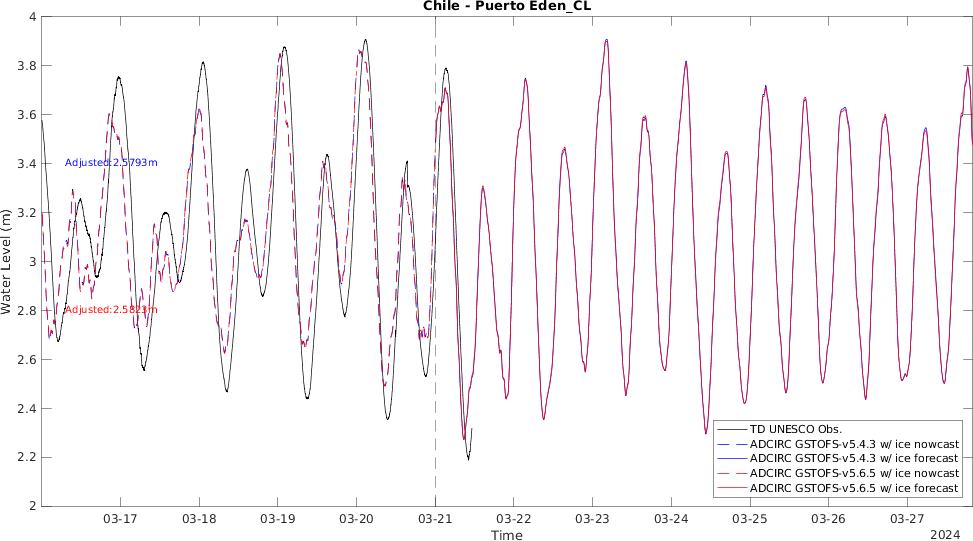 Chile - Puerto Eden_CL
4
3.8
3.6
3.4
3.2
3
2.8
2.6
2.4
2.2
2
Water Level (m)
Adjusted:2.5793m
Adjusted:2.5823m
TD UNESCO Obs.
ADCIRC GSTOFS-v5.4.3 w/ ice nowcast
ADCIRC GSTOFS-v5.4.3 w/ ice forecast
ADCIRC GSTOFS-v5.6.5 w/ ice nowcast
ADCIRC GSTOFS-v5.6.5 w/ ice forecast
03-17 03-18 03-19 03-20 03-21 03-22 03-23 03-24 03-25 03-26 03-27
Time
2024